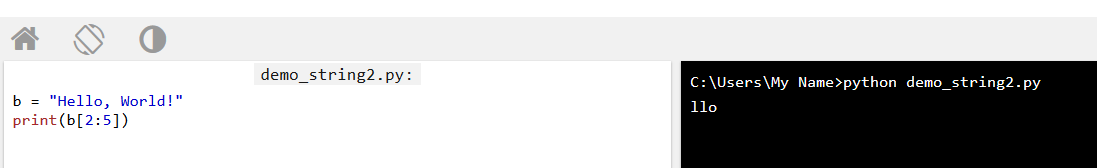 demo_string2.py:
b = "Hello, World!"
print(b[2:5])
C:\Users\My Name>python demo_string2.py
llo